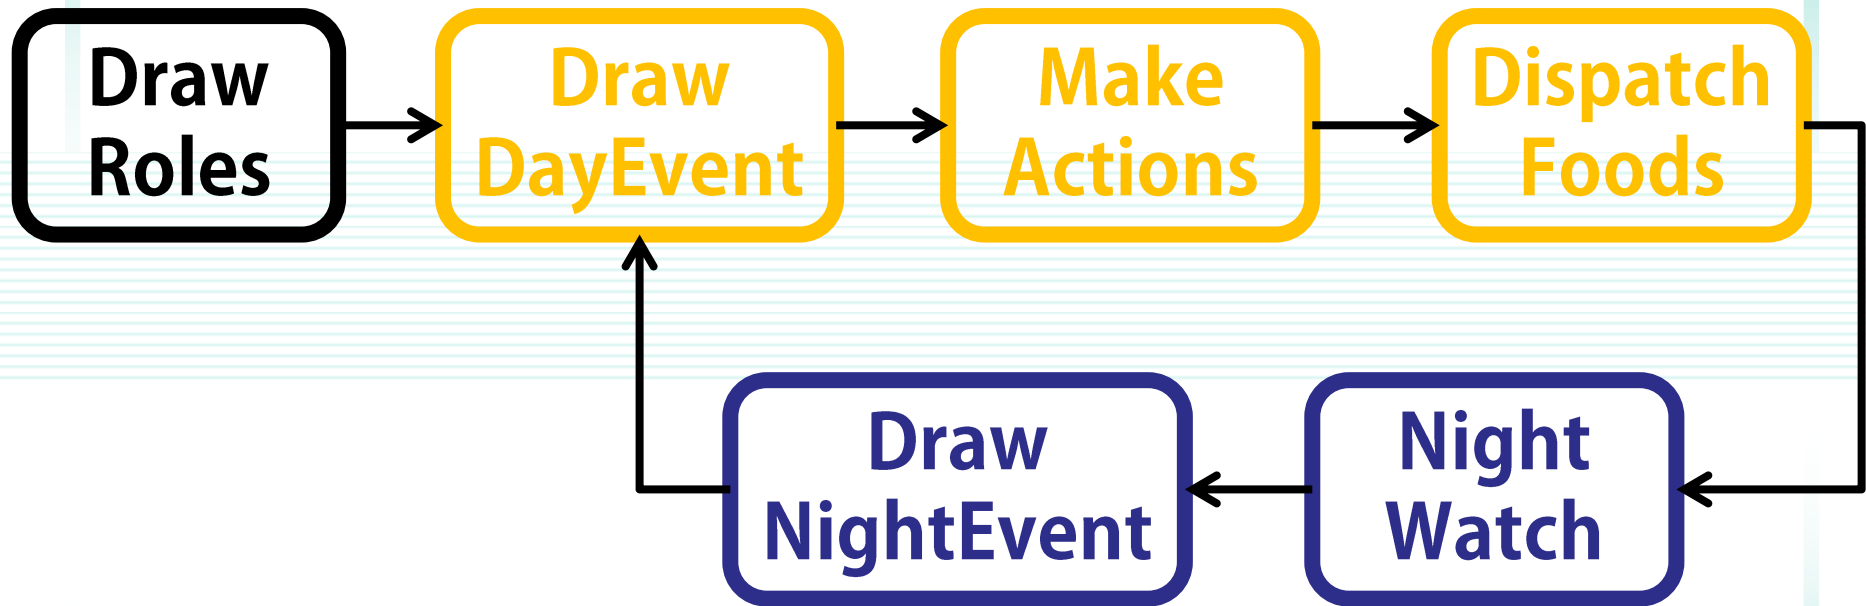 Draw
Roles
Draw
DayEvent
Make
Actions
Dispatch
Foods
Night
Watch
Draw
NightEvent